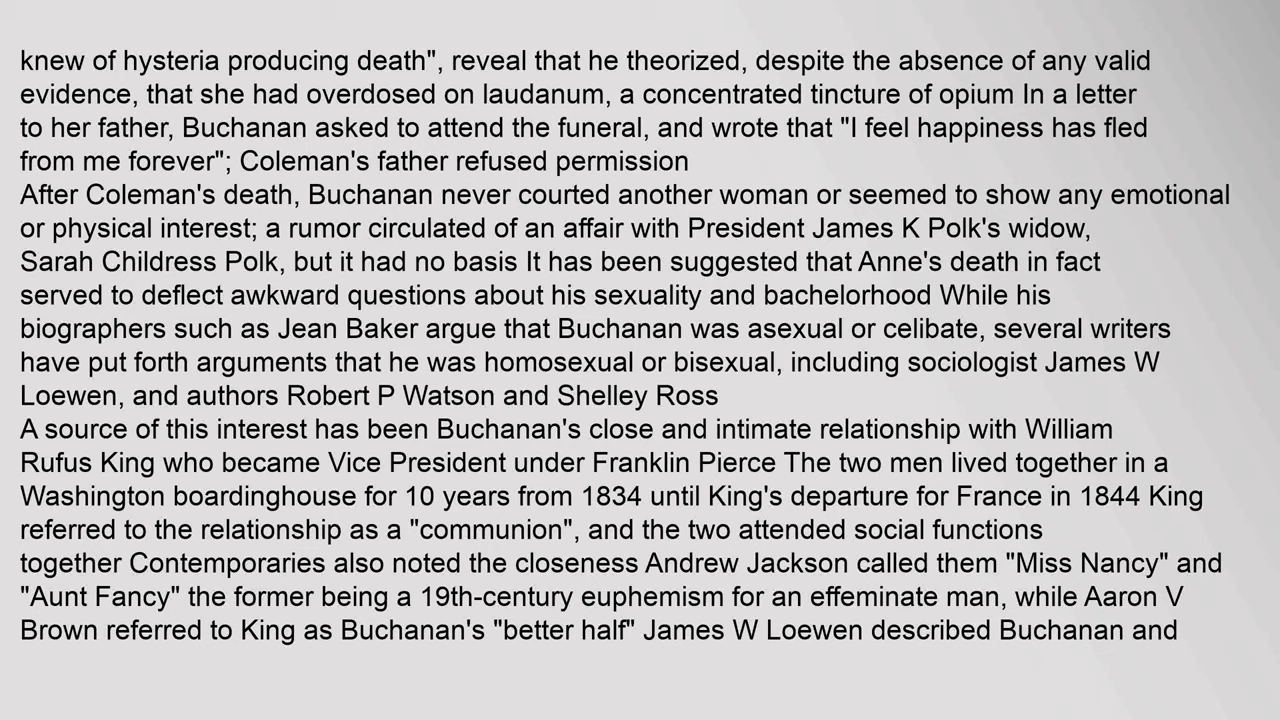 knew of hysteria producing death", reveal that he theorized, despite the absence of any valid
evidence, that she had overdosed on laudanum, a concentrated tincture of opium In a letter
to her father, Buchanan asked to attend the funeral, and wrote that "I feel happiness has fled
from me forever"; Coleman's father refused permission
After Coleman's death, Buchanan never courted another woman or seemed to show any emotional
or physical interest; a rumor circulated of an affair with President James K Polk's widow,
Sarah Childress Polk, but it had no basis It has been suggested that Anne's death in fact
served to deflect awkward questions about his sexuality and bachelorhood While his
biographers such as Jean Baker argue that Buchanan was asexual or celibate, several writers
have put forth arguments that he was homosexual or bisexual, including sociologist James W
Loewen, and authors Robert P Watson and Shelley Ross
A source of this interest has been Buchanan's close and intimate relationship with William
Rufus King who became Vice President under Franklin Pierce The two men lived together in a
Washington boardinghouse for 10 years from 1834 until King's departure for France in 1844 King
referred to the relationship as a "communion", and the two attended social functions
together Contemporaries also noted the closeness Andrew Jackson called them "Miss Nancy" and
"Aunt Fancy" the former being a 19th-century euphemism for an effeminate man, while Aaron V
Brown referred to King as Buchanan's "better half" James W Loewen described Buchanan and